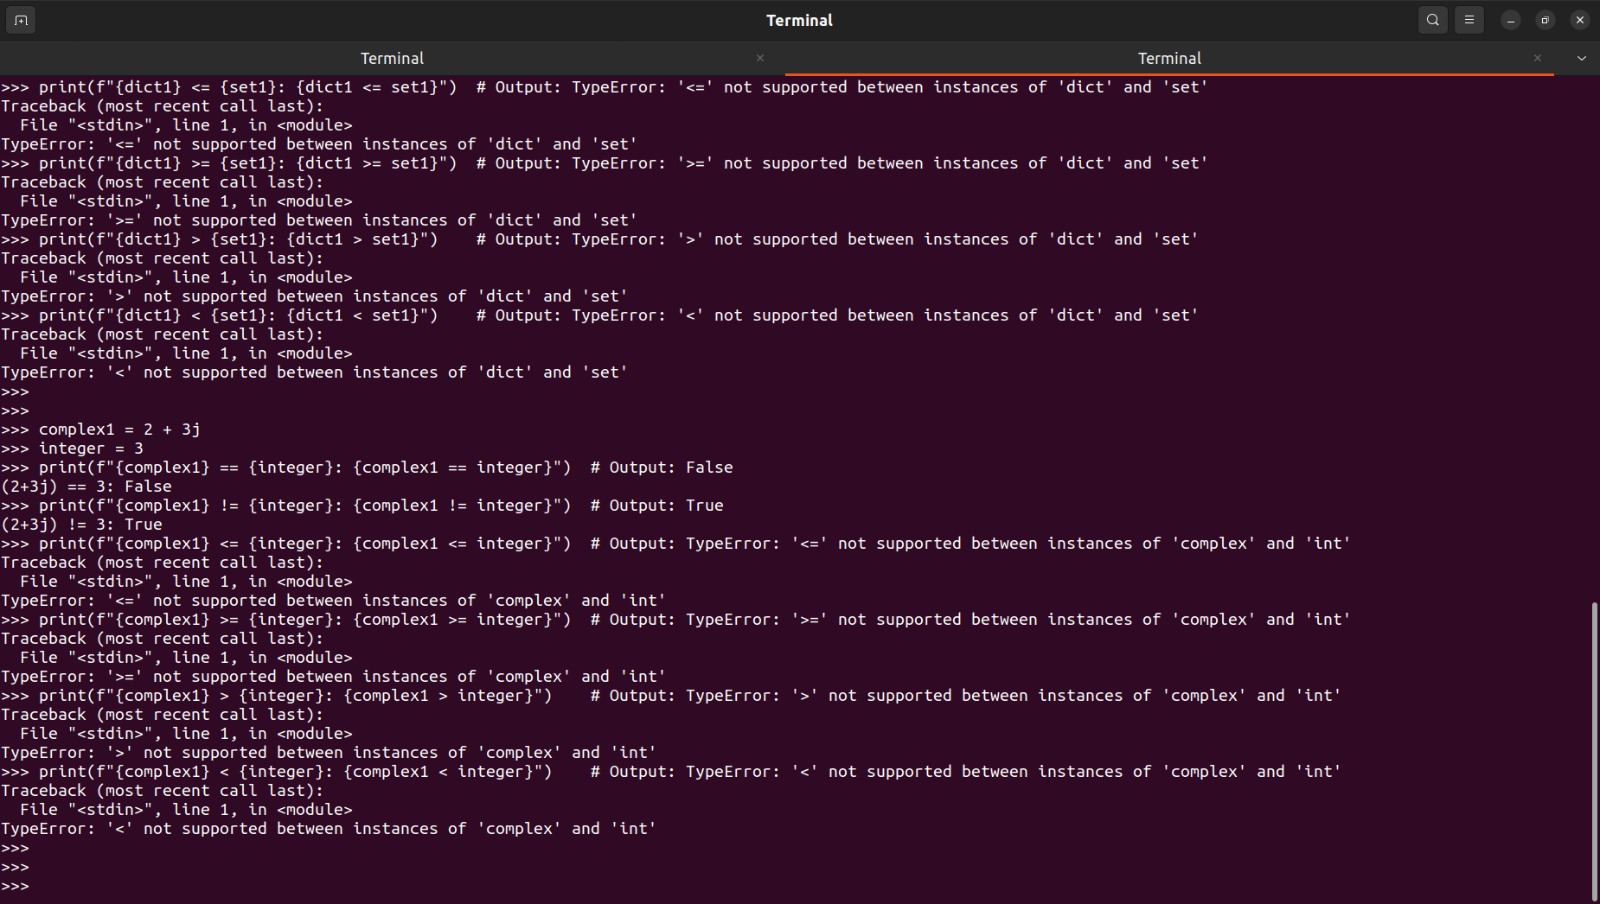 Terminal
Terminal × Terminal ×
>>> print(f"{dict1} <= {set1}: {dict1 <= set1}")  # Output: TypeError: '<=' not supported between instances of 'dict' and 'set'
Traceback (most recent call last):
  File "<stdin>", line 1, in <module>
TypeError: '<=' not supported between instances of 'dict' and 'set'
>>> print(f"{dict1} >= {set1}: {dict1 >= set1}")  # Output: TypeError: '>=' not supported between instances of 'dict' and 'set'
Traceback (most recent call last):
  File "<stdin>", line 1, in <module>
TypeError: '>=' not supported between instances of 'dict' and 'set'
>>> print(f"{dict1} > {set1}: {dict1 > set1}")    # Output: TypeError: '>' not supported between instances of 'dict' and 'set'
Traceback (most recent call last):
  File "<stdin>", line 1, in <module>
TypeError: '>' not supported between instances of 'dict' and 'set'
>>> print(f"{dict1} < {set1}: {dict1 < set1}")    # Output: TypeError: '<' not supported between instances of 'dict' and 'set'
Traceback (most recent call last):
  File "<stdin>", line 1, in <module>
TypeError: '<' not supported between instances of 'dict' and 'set'
>>>
>>>
>>> complex1 = 2 + 3j
>>> integer = 3
>>> print(f"{complex1} == {integer}: {complex1 == integer}")  # Output: False
(2+3j) == 3: False
>>> print(f"{complex1} != {integer}: {complex1 != integer}")  # Output: True
(2+3j) != 3: True
>>> print(f"{complex1} <= {integer}: {complex1 <= integer}")  # Output: TypeError: '<=' not supported between instances of 'complex' and 'int'
Traceback (most recent call last):
  File "<stdin>", line 1, in <module>
TypeError: '<=' not supported between instances of 'complex' and 'int'
>>> print(f"{complex1} >= {integer}: {complex1 >= integer}")  # Output: TypeError: '>=' not supported between instances of 'complex' and 'int'
Traceback (most recent call last):
  File "<stdin>", line 1, in <module>
TypeError: '>=' not supported between instances of 'complex' and 'int'
>>> print(f"{complex1} > {integer}: {complex1 > integer}")    # Output: TypeError: '>' not supported between instances of 'complex' and 'int'
Traceback (most recent call last):
  File "<stdin>", line 1, in <module>
TypeError: '>' not supported between instances of 'complex' and 'int'
>>> print(f"{complex1} < {integer}: {complex1 < integer}")    # Output: TypeError: '<' not supported between instances of 'complex' and 'int'
Traceback (most recent call last):
  File "<stdin>", line 1, in <module>
TypeError: '<' not supported between instances of 'complex' and 'int'
>>>
>>>
>>>